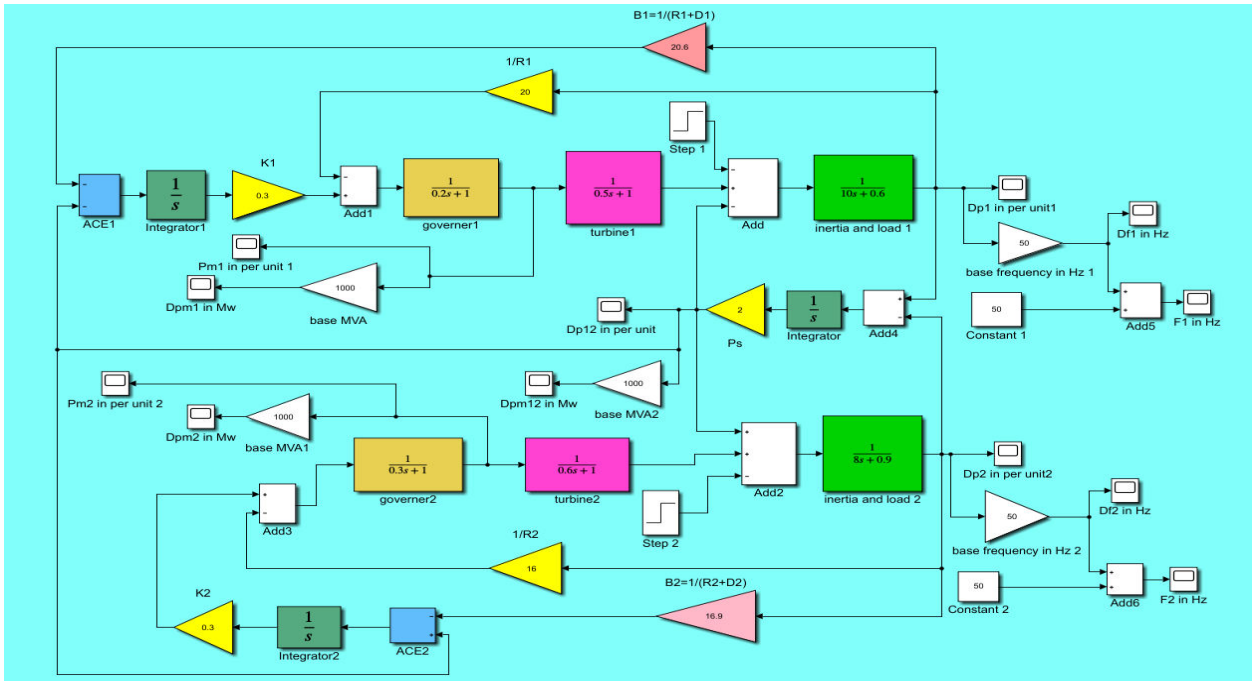 B1=1/(R1+D1)
20.6
1/R1
20
Step 1
K1
1/s
0.3
1/(0.2s+1)
1/(0.5s+1)
1/(10s+0.6)
ACE1
Integrator1
Add1
governer1
turbine1
Add
inertia and load 1
Dp1 in per unit1
Df1 in Hz
50
base frequency in Hz 1
Pm1 in per unit 1
1000
Dpm1 in Mw
base MVA
Dp12 in per unit
2
Ps
1/s
Integrator
Add4
50
Constant 1
Add5
F1 in Hz
Pm2 in per unit 2
1000
Dpm2 in Mw
base MVA1
1000
Dpm12 in Mw
base MVA2
1/(0.3s+1)
1/(0.6s+1)
1/(8s+0.9)
governer2
turbine2
Add2
inertia and load 2
Dp2 in per unit2
Df2 in Hz
50
base frequency in Hz 2
Add3
Step 2
1/R2
16
K2
0.3
1/s
Integrator2
ACE2
B2=1/(R2+D2)
16.9
50
Constant 2
Add6
F2 in Hz